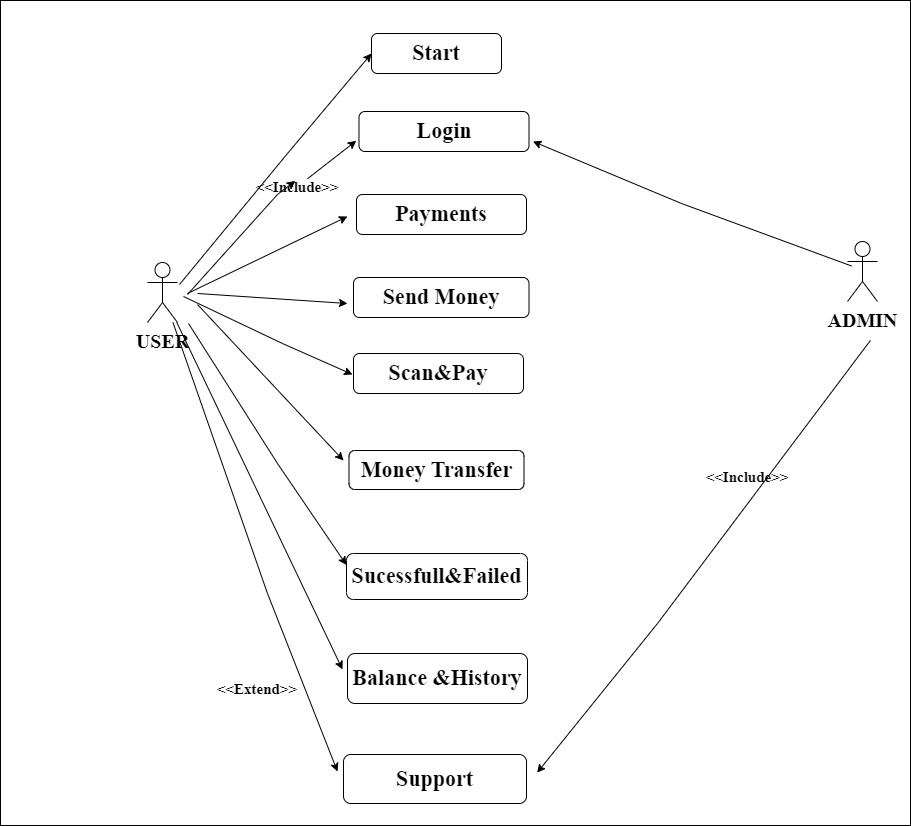 Start
Login
<<Include>>
Payments
Send Money
ADMIN
USER
Scan&Pay
Money Transfer
<<Include>>
Sucessfull&Failed
Balance &History
<<Extend>>
Support